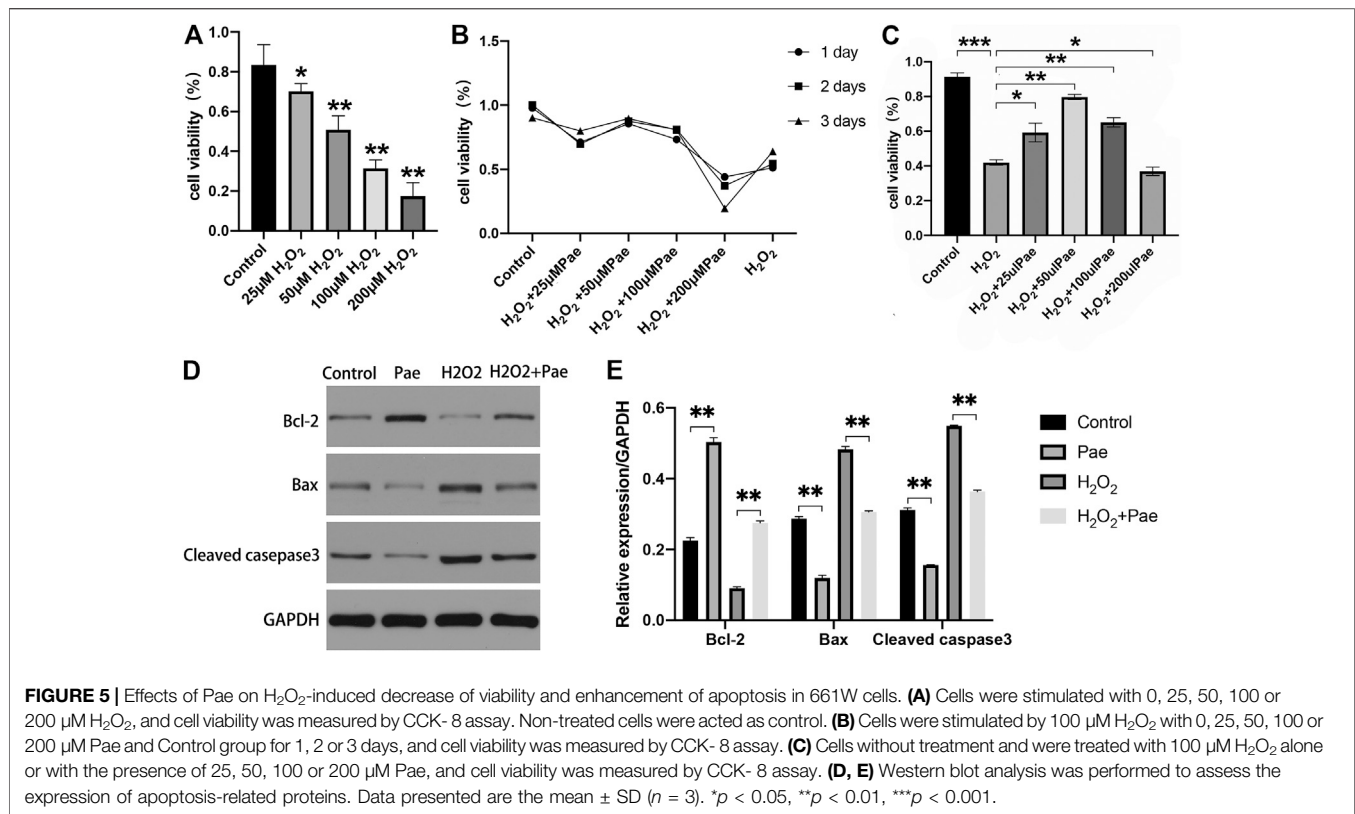 A
cell viability (%)
1.0
0.8
0.6
0.4
0.2
0.0
*
**
**
**
Control
25μM H₂O₂
50μM H₂O₂
100μM H₂O₂
200μM H₂O₂
B
cell viability (%)
1.5
1.0
0.5
0.0
1 day
2 days
3 days
Control
H₂O₂+25μMPae
H₂O₂ +50μMPae
H₂O₂ +100μMPae
H₂O₂ +200μMPae
H₂O₂
C
cell viability (%)
1.0
0.8
0.6
0.4
0.2
0.0
***
*
**
**
*
Control
H₂O₂
H₂O₂+25ulPae
H₂O₂+50ulPae
H₂O₂+100ulPae
H₂O₂+200ulPae
D
Control Pae H2O2 H2O2+Pae
Bcl-2
Bax
Cleaved casepase3
GAPDH
E
Relative expression/GAPDH
0.6
0.4
0.2
0.0
**
**
**
**
**
**
Bcl-2 Bax Cleaved caspase3
Control
Pae
H₂O₂
H₂O₂+Pae
FIGURE 5 | Effects of Pae on H₂O₂-induced decrease of viability and enhancement of apoptosis in 661W cells. (A) Cells were stimulated with 0, 25, 50, 100 or
200 μM H₂O₂, and cell viability was measured by CCK- 8 assay. Non-treated cells were acted as control. (B) Cells were stimulated by 100 μM H₂O₂ with 0, 25, 50, 100 or
200 μM Pae and Control group for 1, 2 or 3 days, and cell viability was measured by CCK- 8 assay. (C) Cells without treatment and were treated with 100 μM H₂O₂ alone
or with the presence of 25, 50, 100 or 200 μM Pae, and cell viability was measured by CCK- 8 assay. (D, E) Western blot analysis was performed to assess the
expression of apoptosis-related proteins. Data presented are the mean ± SD (n = 3). *p < 0.05, **p < 0.01, ***p < 0.001.